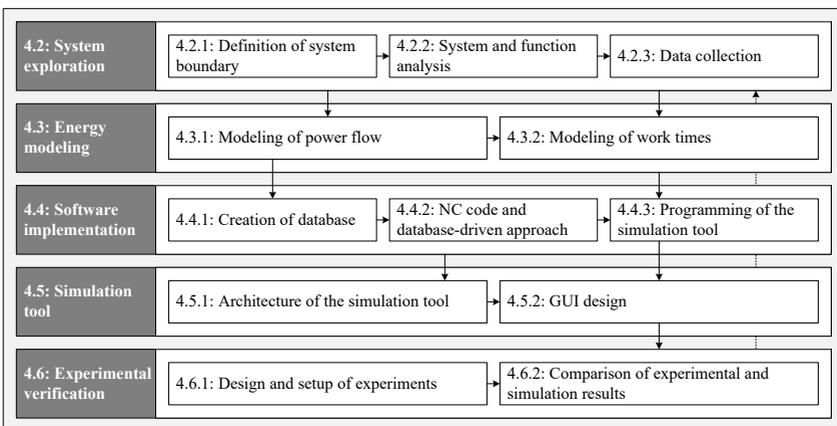 4.2: System
exploration
4.2.1: Definition of system
boundary
4.2.2: System and function
analysis
4.2.3: Data collection
4.3: Energy
modeling
4.3.1: Modeling of power flow
4.3.2: Modeling of work times
4.4: Software
implementation
4.4.1: Creation of database
4.4.2: NC code and
database-driven approach
4.4.3: Programming of the
simulation tool
4.5: Simulation
tool
4.5.1: Architecture of the simulation tool
4.5.2: GUI design
4.6: Experimental
verification
4.6.1: Design and setup of experiments
4.6.2: Comparison of experimental and
simulation results